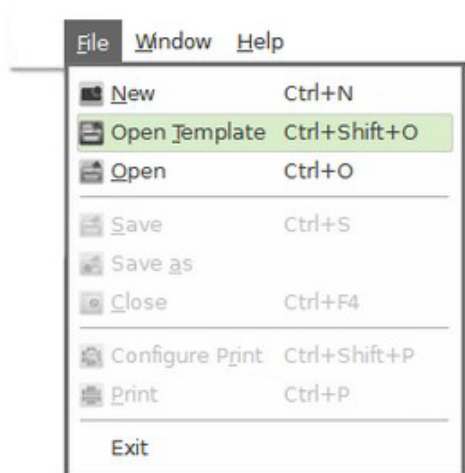 File Window Help
New Ctrl+N
Open Template Ctrl+Shift+O
Open Ctrl+O
Save Ctrl+S
Save as
Close Ctrl+F4
Configure Print Ctrl+Shift+P
Print Ctrl+P
Exit